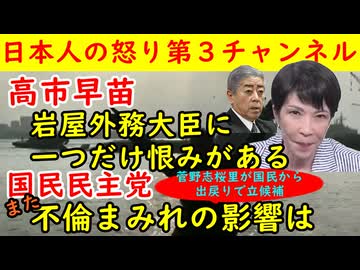 日本人の怒り第３チャンネル
高市早苗
岩屋外務大臣に
一つだけ恨みがある
国民民主党
菅野志桜里が国民から
出戻りで立候補
また
不倫まみれの影響は